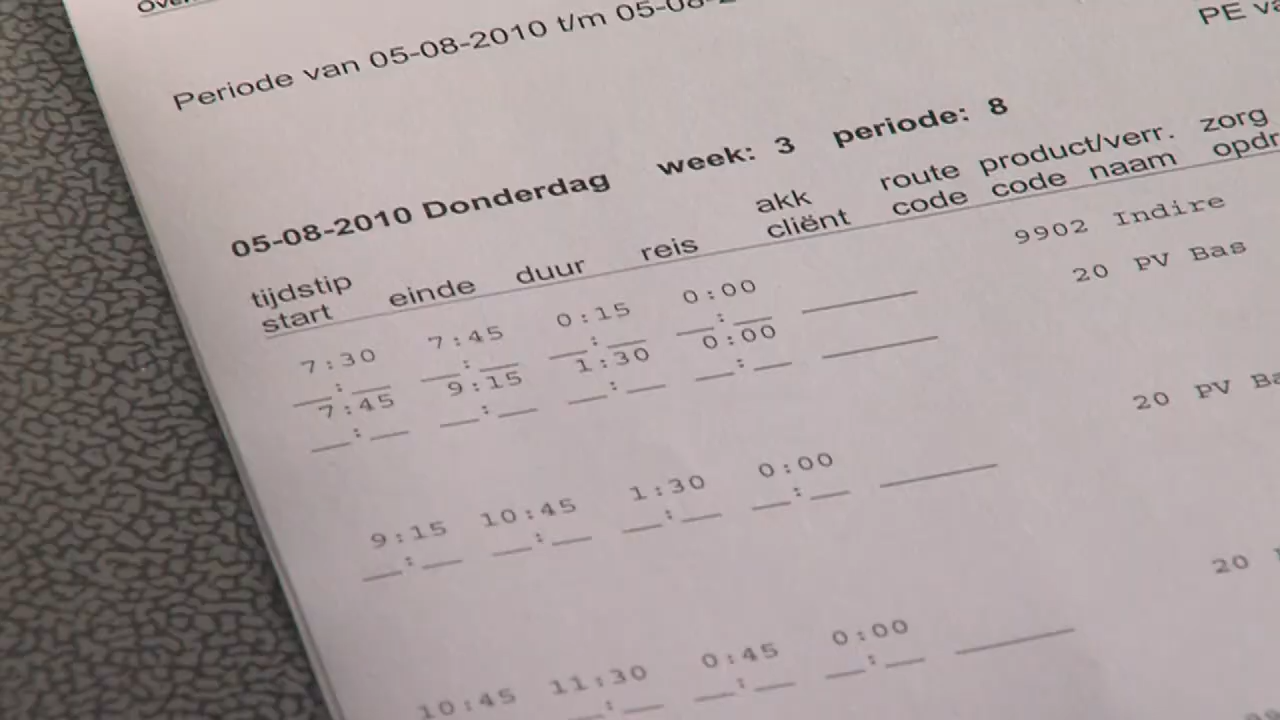 Periode van 05-08-2010 t/m 05-08-
PE va
05-08-2010 Donderdag week: 3 periode: 8
tijdstip akk route product/verr. zorg
start einde duur reis cliënt code code naam opdr
7:30 7:45 0:15 0:00 9902 Indire
__:__ __:__ __:__ __:__ ____
7:45 9:15 1:30 0:00 20 PV Bas
__:__ __:__ __:__ __:__ ____
9:15 10:45 1:30 0:00 20 PV Ba
__:__ __:__ __:__ __:__ ____
10:45 11:30 0:45 0:00 20
__:__ __:__ __:__ ____